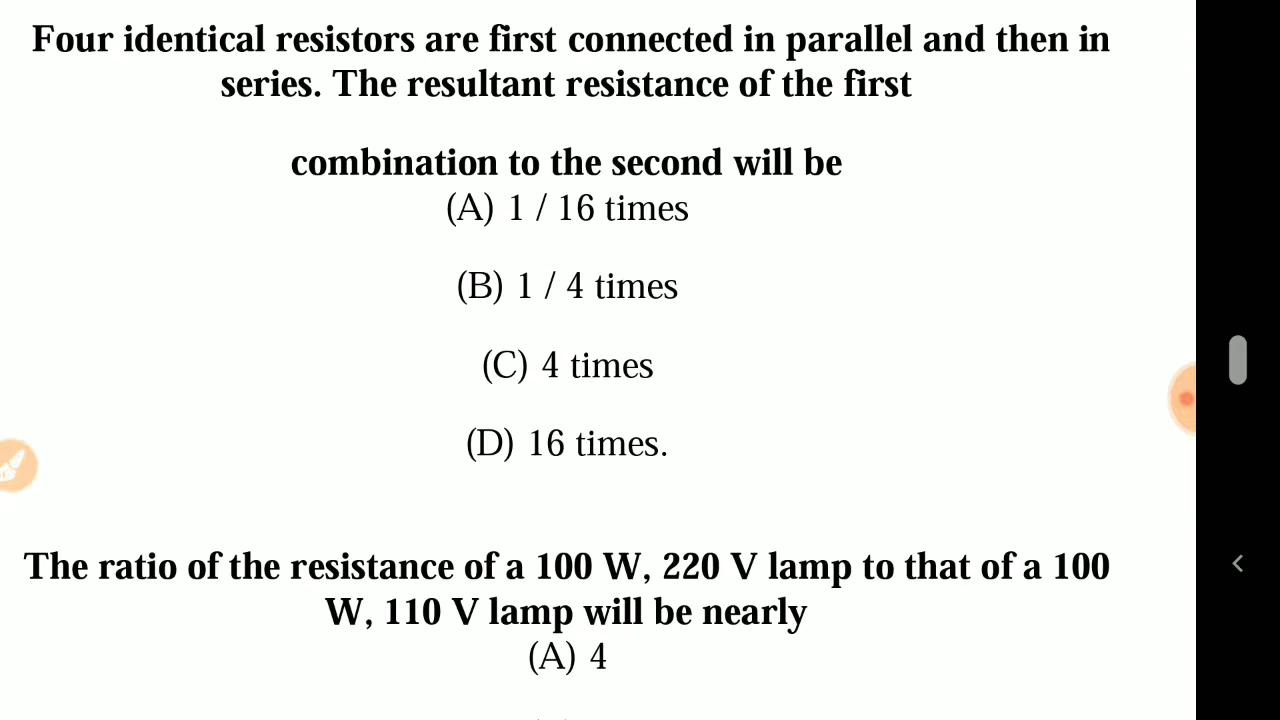 Four identical resistors are first connected in parallel and then in
series. The resultant resistance of the first
combination to the second will be
(A) 1 / 16 times
(B) 1 / 4 times
(C) 4 times
(D) 16 times.
The ratio of the resistance of a 100 W, 220 V lamp to that of a 100
W, 110 V lamp will be nearly
(A) 4